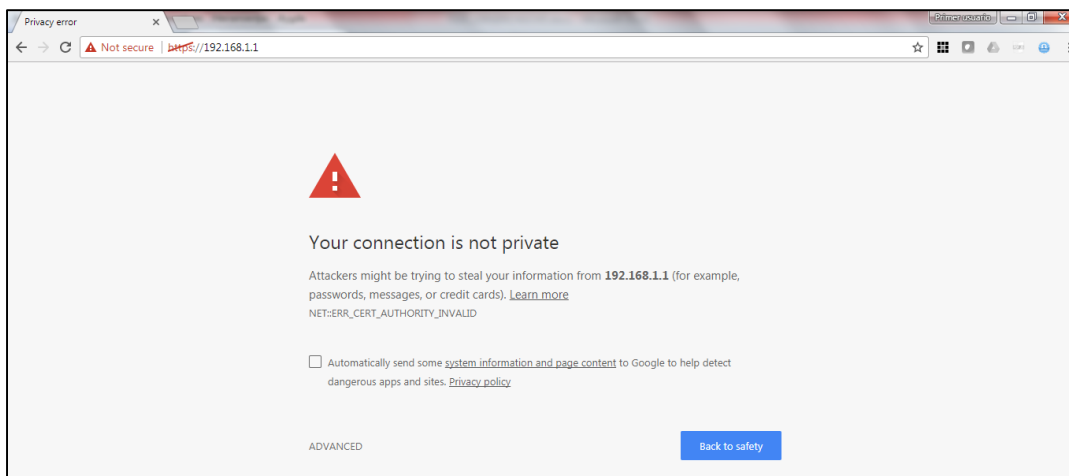 Privacy error
Primer usuario
Not secure | https://192.168.1.1
Your connection is not private
Attackers might be trying to steal your information from 192.168.1.1 (for example,
passwords, messages, or credit cards). Learn more
NET::ERR_CERT_AUTHORITY_INVALID
Automatically send some system information and page content to Google to help detect
dangerous apps and sites. Privacy policy
ADVANCED
Back to safety